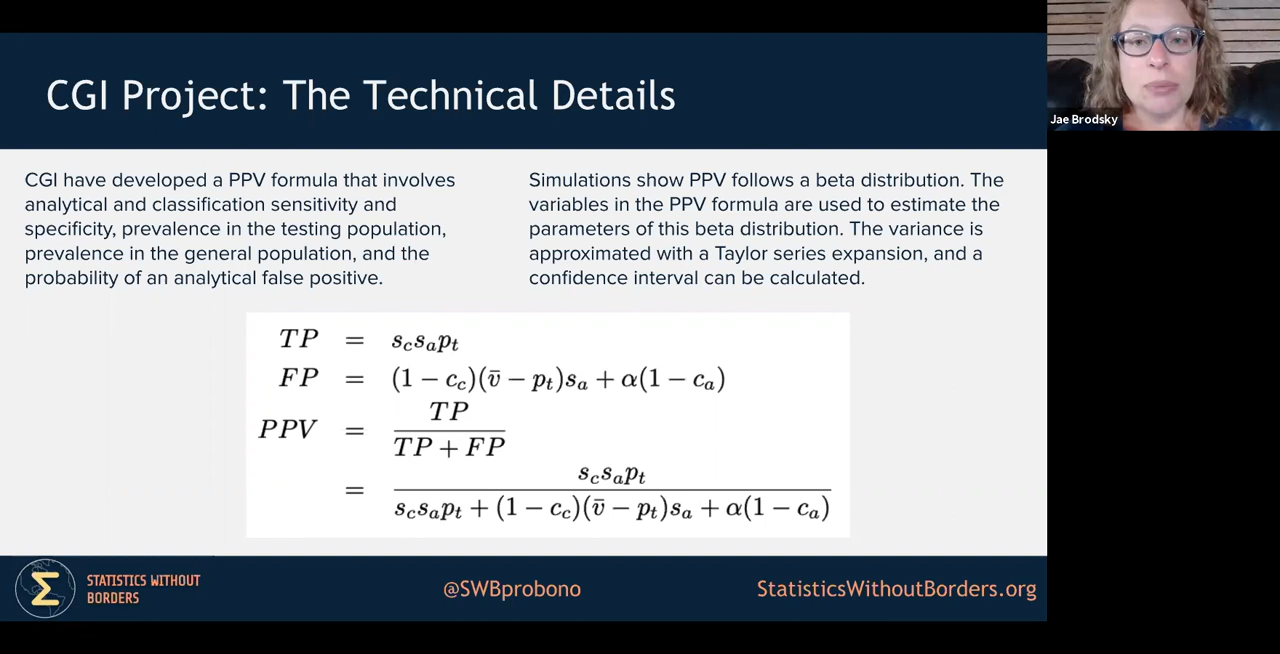 CGI Project: The Technical Details
Jae Brodsky
CGI have developed a PPV formula that involves
analytical and classification sensitivity and
specificity, prevalence in the testing population,
prevalence in the general population, and the
probability of an analytical false positive.
Simulations show PPV follows a beta distribution. The
variables in the PPV formula are used to estimate the
parameters of this beta distribution. The variance is
approximated with a Taylor series expansion, and a
confidence interval can be calculated.
TP = s_c s_a p_t
FP = (1 − c_c)(v̄ − p_t)s_a + α(1 − c_a)
PPV = TP / (TP + FP)
= s_c s_a p_t / (s_c s_a p_t + (1 − c_c)(v̄ − p_t)s_a + α(1 − c_a))
Σ
STATISTICS WITHOUT
BORDERS
@SWBprobono
StatisticsWithoutBorders.org